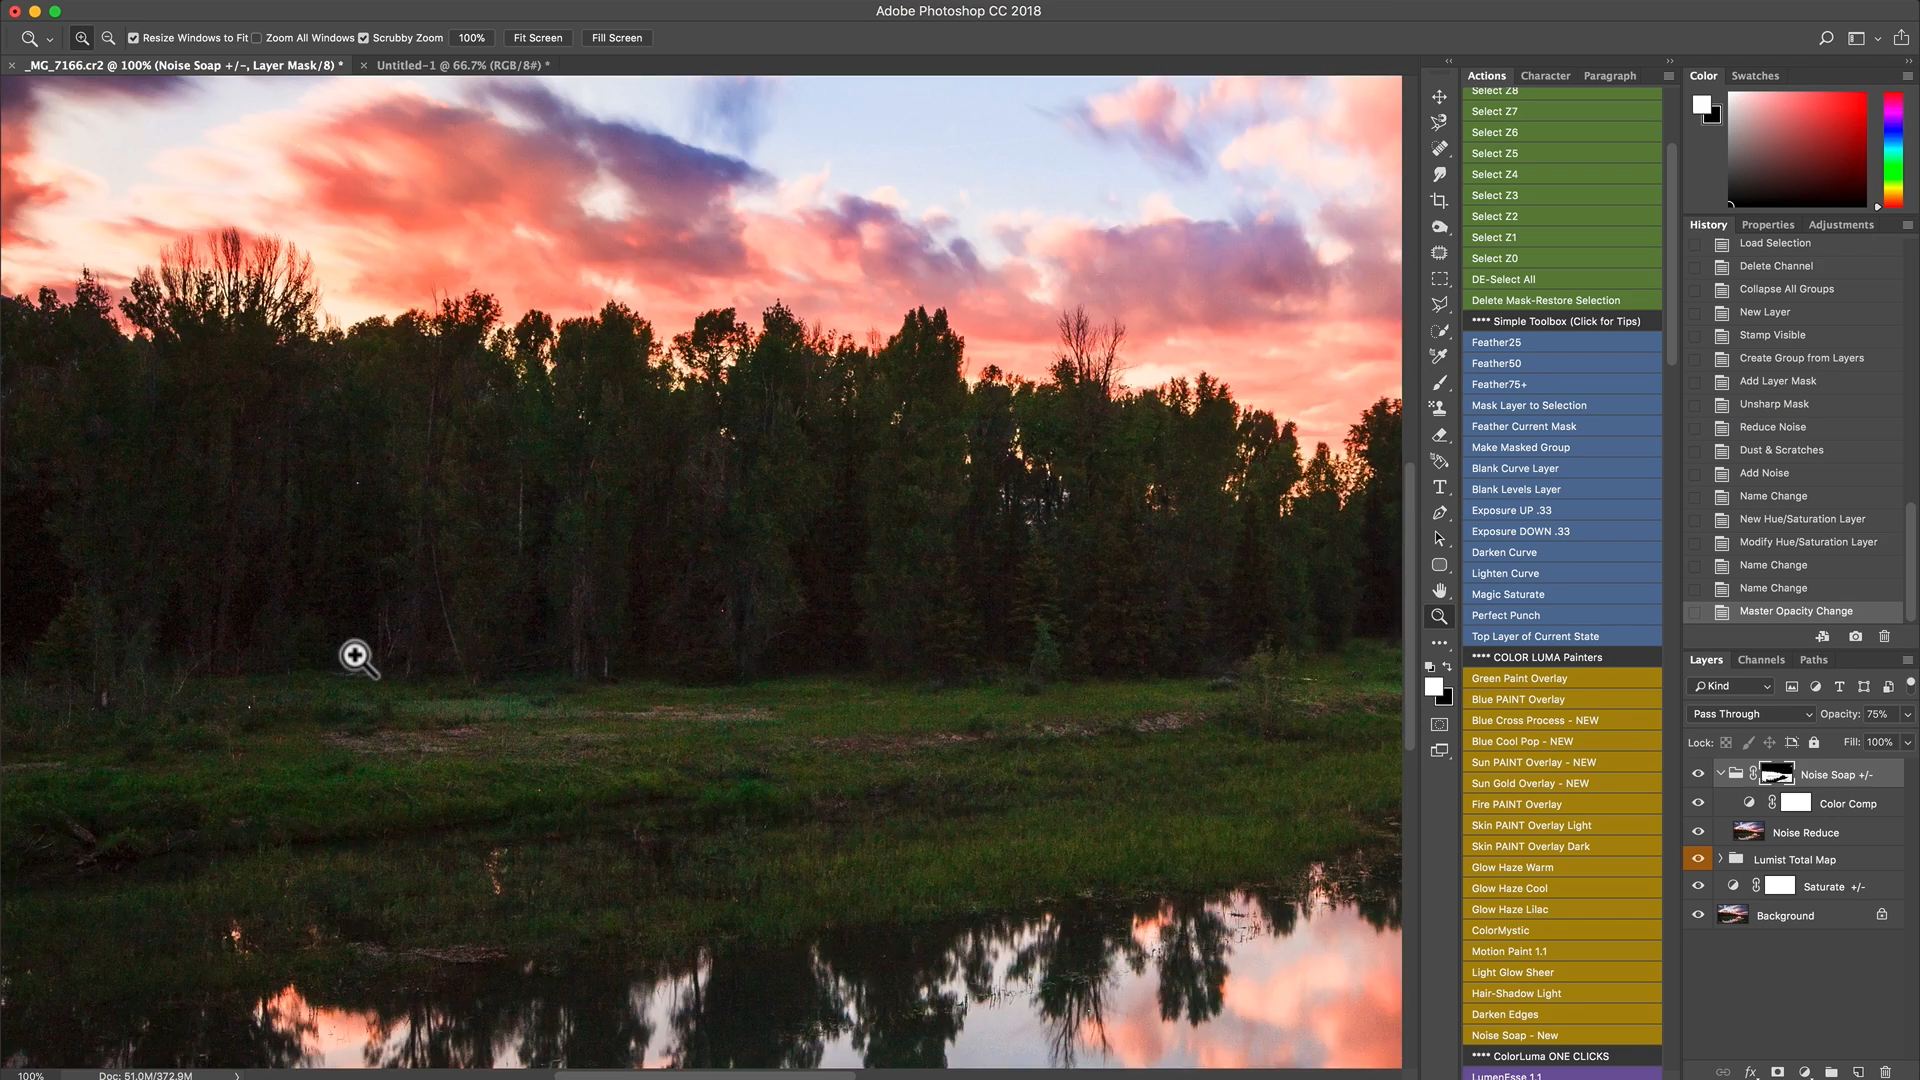 Adobe Photoshop CC 2018
Resize Windows to Fit
Zoom All Windows
Scrubby Zoom
100%
Fit Screen
Fill Screen
_MG_7166.cr2 @ 100% (Noise Soap +/-, Layer Mask/8) *
Untitled-1 @ 66.7% (RGB/8#) *
Actions
Character
Paragraph
Select Z8
Select Z7
Select Z6
Select Z5
Select Z4
Select Z3
Select Z2
Select Z1
Select Z0
DE-Select All
Delete Mask-Restore Selection
**** Simple Toolbox (Click for Tips)
Feather25
Feather50
Feather75+
Mask Layer to Selection
Feather Current Mask
Make Masked Group
Blank Curve Layer
Blank Levels Layer
Exposure UP .33
Exposure DOWN .33
Darken Curve
Lighten Curve
Magic Saturate
Perfect Punch
Top Layer of Current State
**** COLOR LUMA Painters
Green Paint Overlay
Blue PAINT Overlay
Blue Cross Process - NEW
Blue Cool Pop - NEW
Sun PAINT Overlay - NEW
Sun Gold Overlay - NEW
Fire PAINT Overlay
Skin PAINT Overlay Light
Skin PAINT Overlay Dark
Glow Haze Warm
Glow Haze Cool
Glow Haze Lilac
ColorMystic
Motion Paint 1.1
Light Glow Sheer
Hair-Shadow Light
Darken Edges
Noise Soap - New
**** ColorLuma ONE CLICKS
LumenEsse 1.1
Color
Swatches
History
Properties
Adjustments
Load Selection
Delete Channel
Collapse All Groups
New Layer
Stamp Visible
Create Group from Layers
Add Layer Mask
Unsharp Mask
Reduce Noise
Dust & Scratches
Add Noise
Name Change
New Hue/Saturation Layer
Modify Hue/Saturation Layer
Name Change
Name Change
Master Opacity Change
Layers
Channels
Paths
Kind
Pass Through
Opacity: 75%
Lock:
Fill: 100%
Noise Soap +/-
Color Comp
Noise Reduce
Lumist Total Map
Saturate +/-
Background
100%
Doc: 51.0M/372.9M